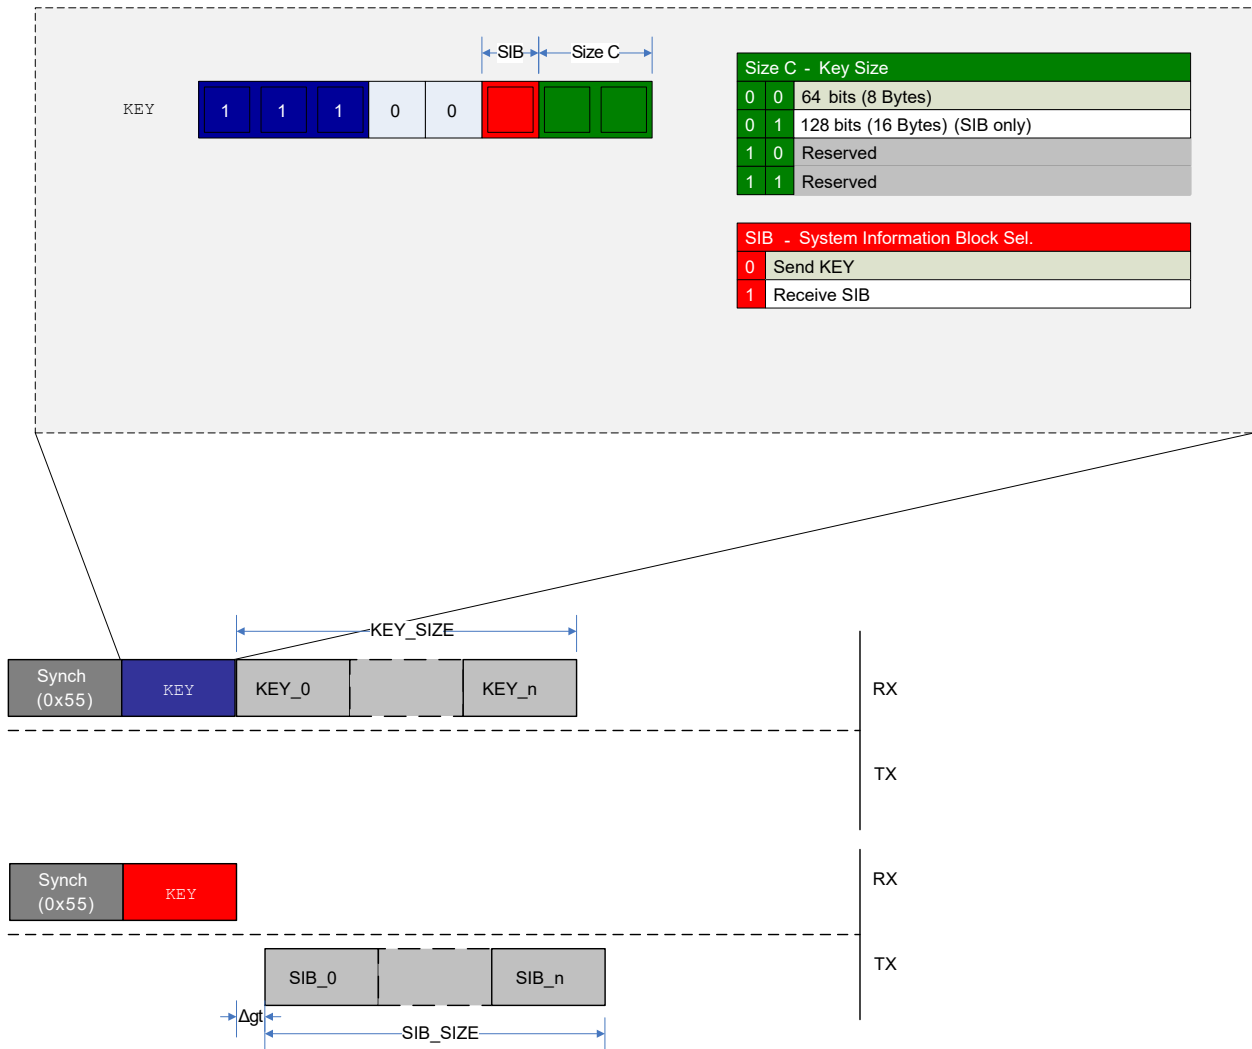 SIB
Size C
KEY
1 1 1 0 0
Size C - Key Size
0 0 64 bits (8 Bytes)
0 1 128 bits (16 Bytes) (SIB only)
1 0 Reserved
1 1 Reserved
SIB - System Information Block Sel.
0 Send KEY
1 Receive SIB
KEY_SIZE
Synch
(0x55)
KEY
KEY_0
KEY_n
RX
TX
Synch
(0x55)
KEY
RX
SIB_0
SIB_n
TX
Δgt
SIB_SIZE